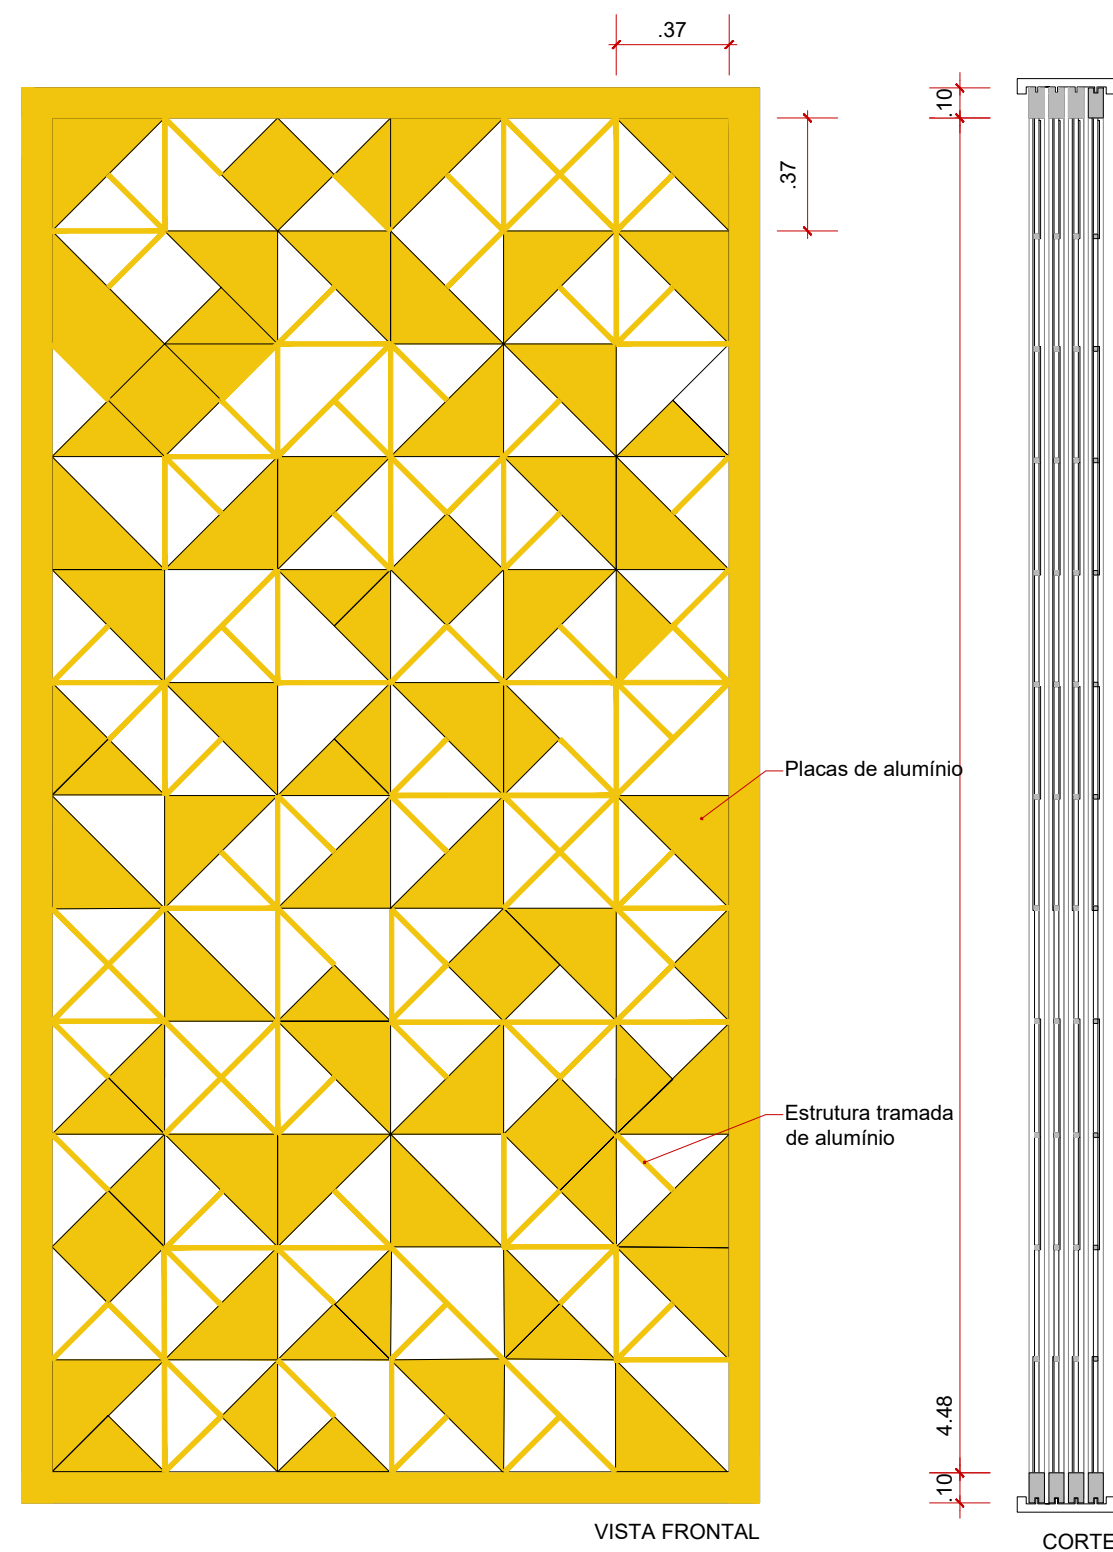 .37
.10
.37
Placas de alumínio
Estrutura tramada
de alumínio
4.48
.10
VISTA FRONTAL
CORTE